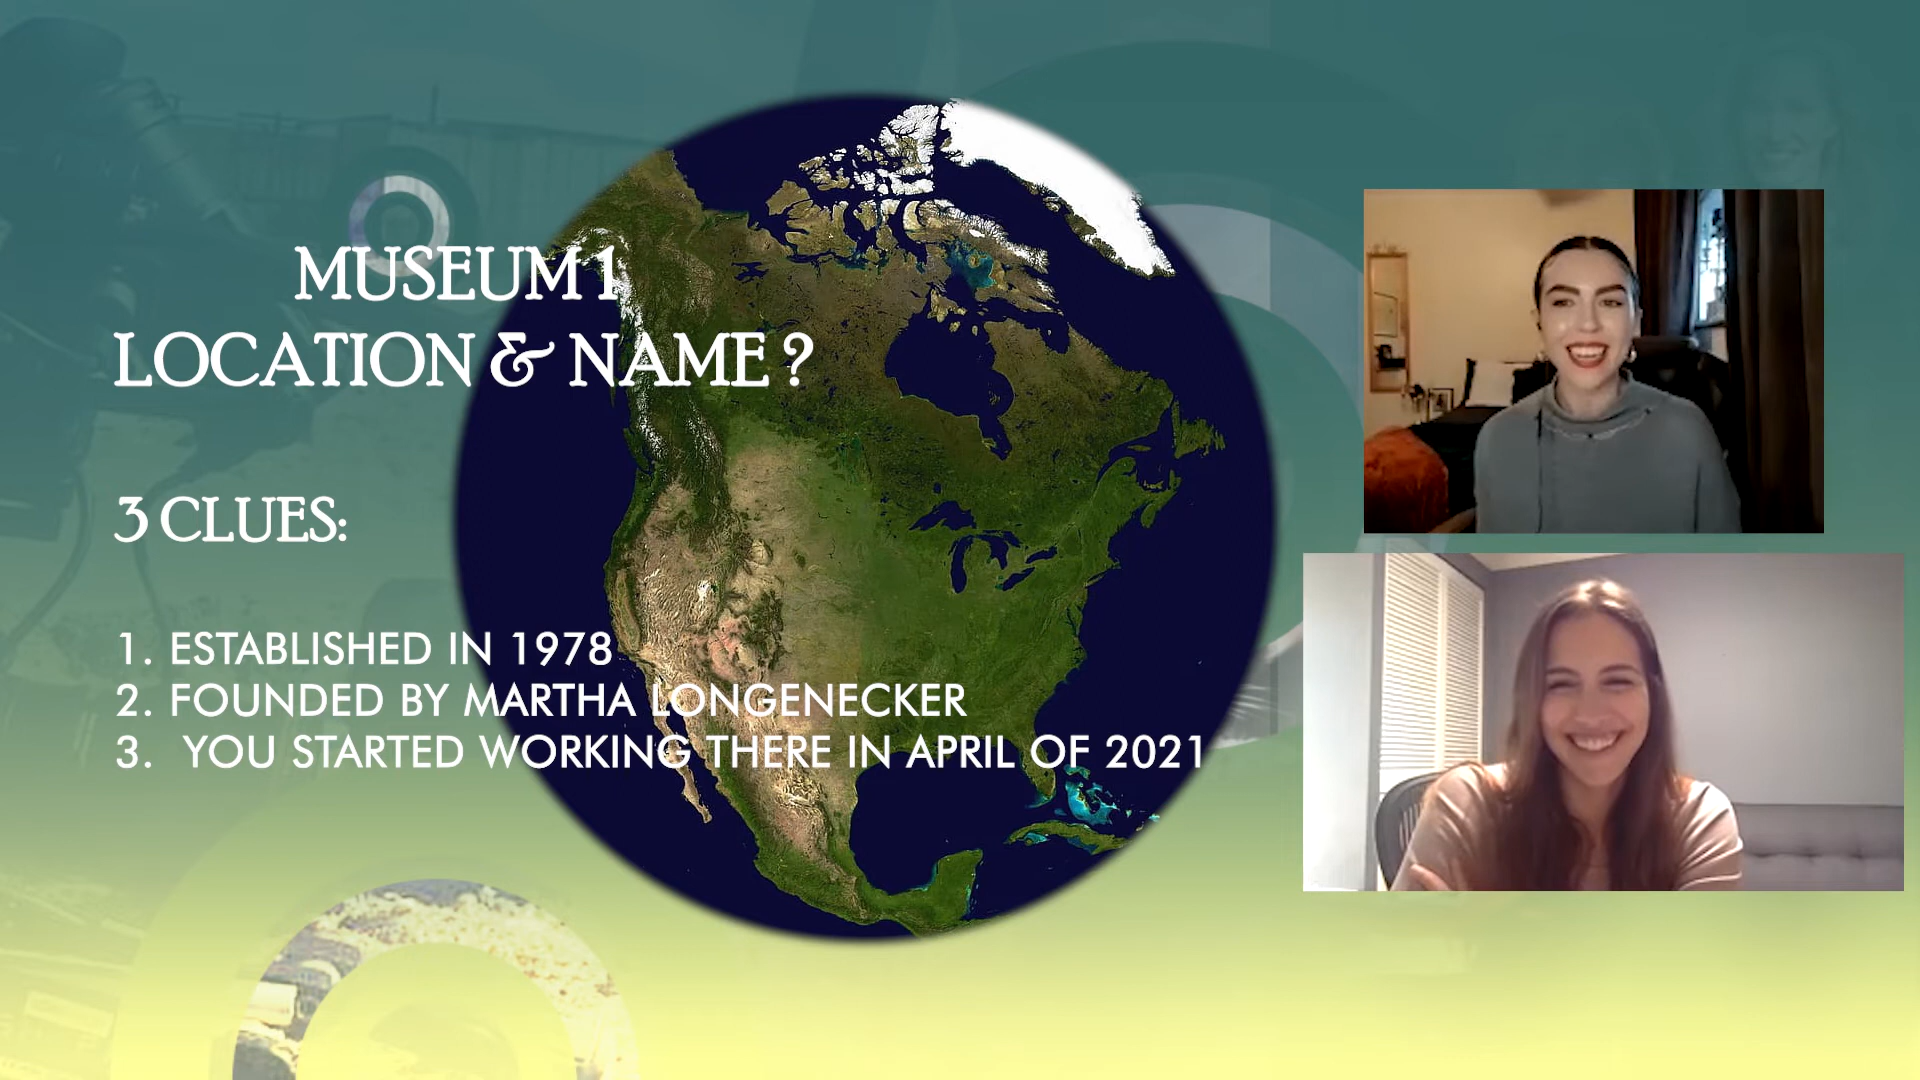 MUSEUM 1
LOCATION & NAME ?
3 CLUES:
1. ESTABLISHED IN 1978
2. FOUNDED BY MARTHA LONGENECKER
3. YOU STARTED WORKING THERE IN APRIL OF 2021